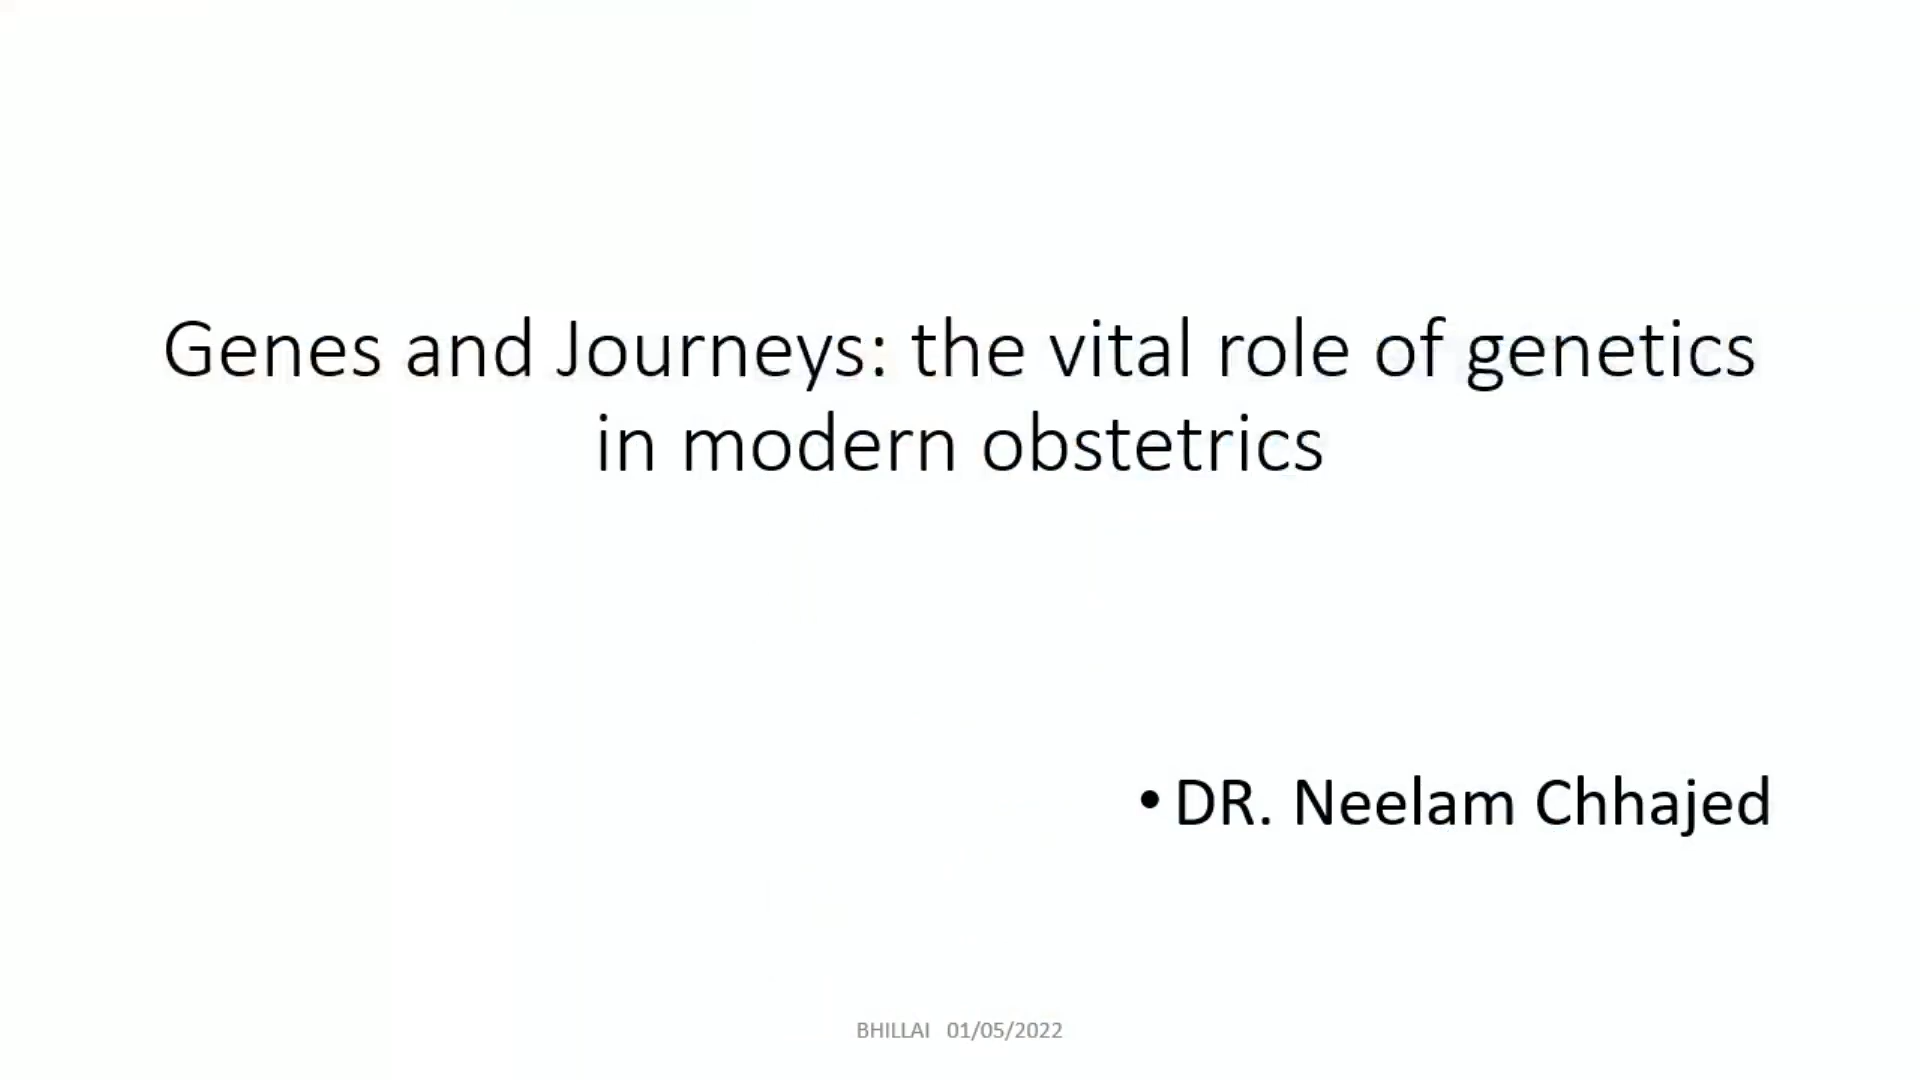 Genes and Journeys: the vital role of genetics
in modern obstetrics
• DR. Neelam Chhajed
BHILLAI 01/05/2022